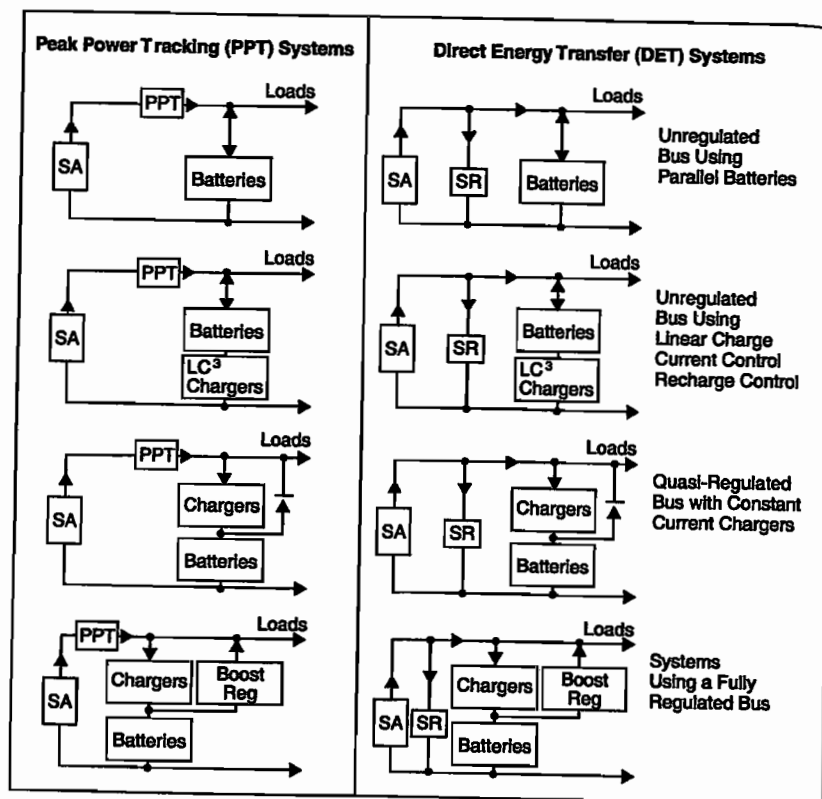 Peak Power Tracking (PPT) Systems
Direct Energy Transfer (DET) Systems
PPT
Loads
SA
Batteries
Loads
SA
SR
Batteries
Unregulated
Bus Using
Parallel Batteries
PPT
Loads
SA
Batteries
LC³
Chargers
Loads
SA
SR
Batteries
LC³
Chargers
Unregulated
Bus Using
Linear Charge
Current Control
Recharge Control
PPT
Loads
SA
Chargers
Batteries
Loads
SA
SR
Chargers
Batteries
Quasi-Regulated
Bus with Constant
Current Chargers
PPT
Loads
SA
Chargers
Boost
Reg
Batteries
Loads
SA
SR
Chargers
Boost
Reg
Batteries
Systems
Using a Fully
Regulated Bus